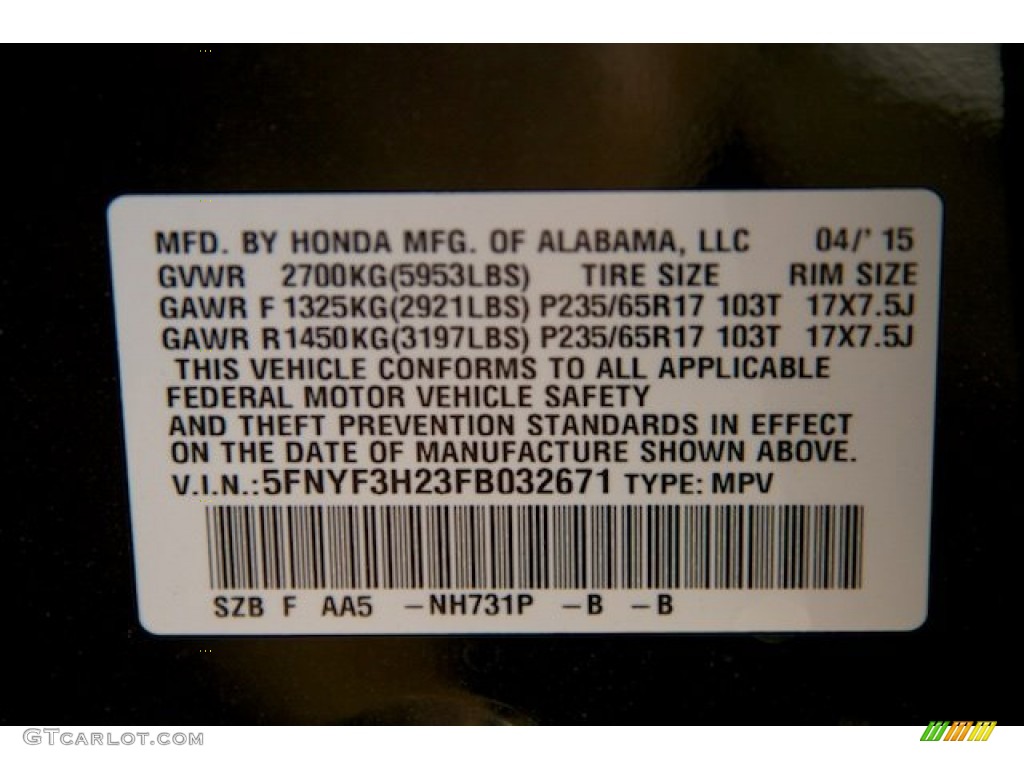 MFD. BY HONDA MFG. OF ALABAMA, LLC 04/' 15
GVWR 2700KG(5953LBS) TIRE SIZE RIM SIZE
GAWR F 1325KG(2921LBS) P235/65R17 103T 17X7.5J
GAWR R1450KG(3197LBS) P235/65R17 103T 17X7.5J
THIS VEHICLE CONFORMS TO ALL APPLICABLE
FEDERAL MOTOR VEHICLE SAFETY
AND THEFT PREVENTION STANDARDS IN EFFECT
ON THE DATE OF MANUFACTURE SHOWN ABOVE.
V.I.N.:5FNYF3H23FB032671 TYPE: MPV
SZB F AA5 -NH731P -B -B
GTCARLOT.COM